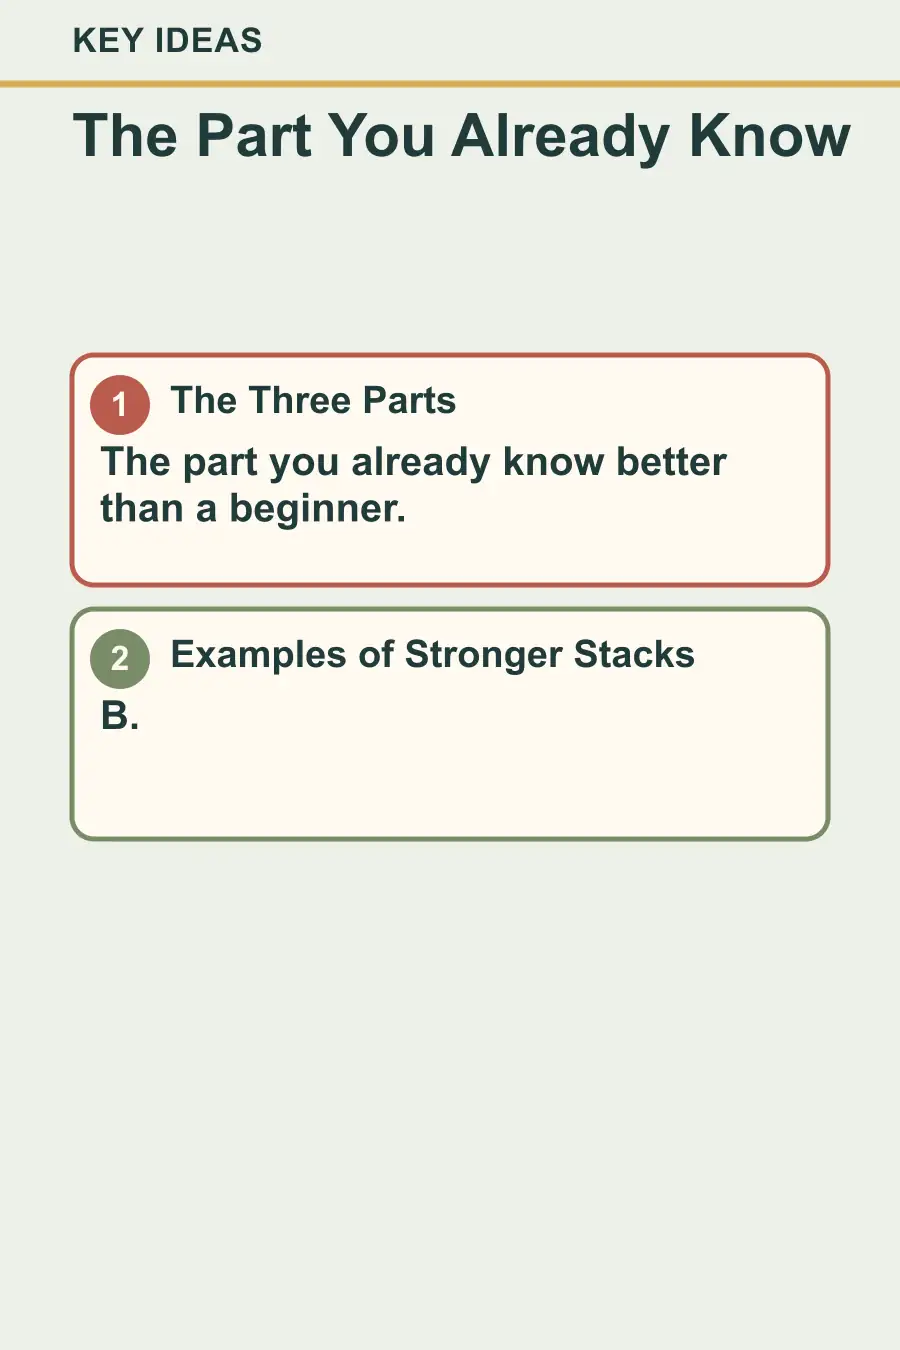 KEY IDEAS
The Part You Already Know
1 The Three Parts
The part you already know better
than a beginner.
2 Examples of Stronger Stacks
B.